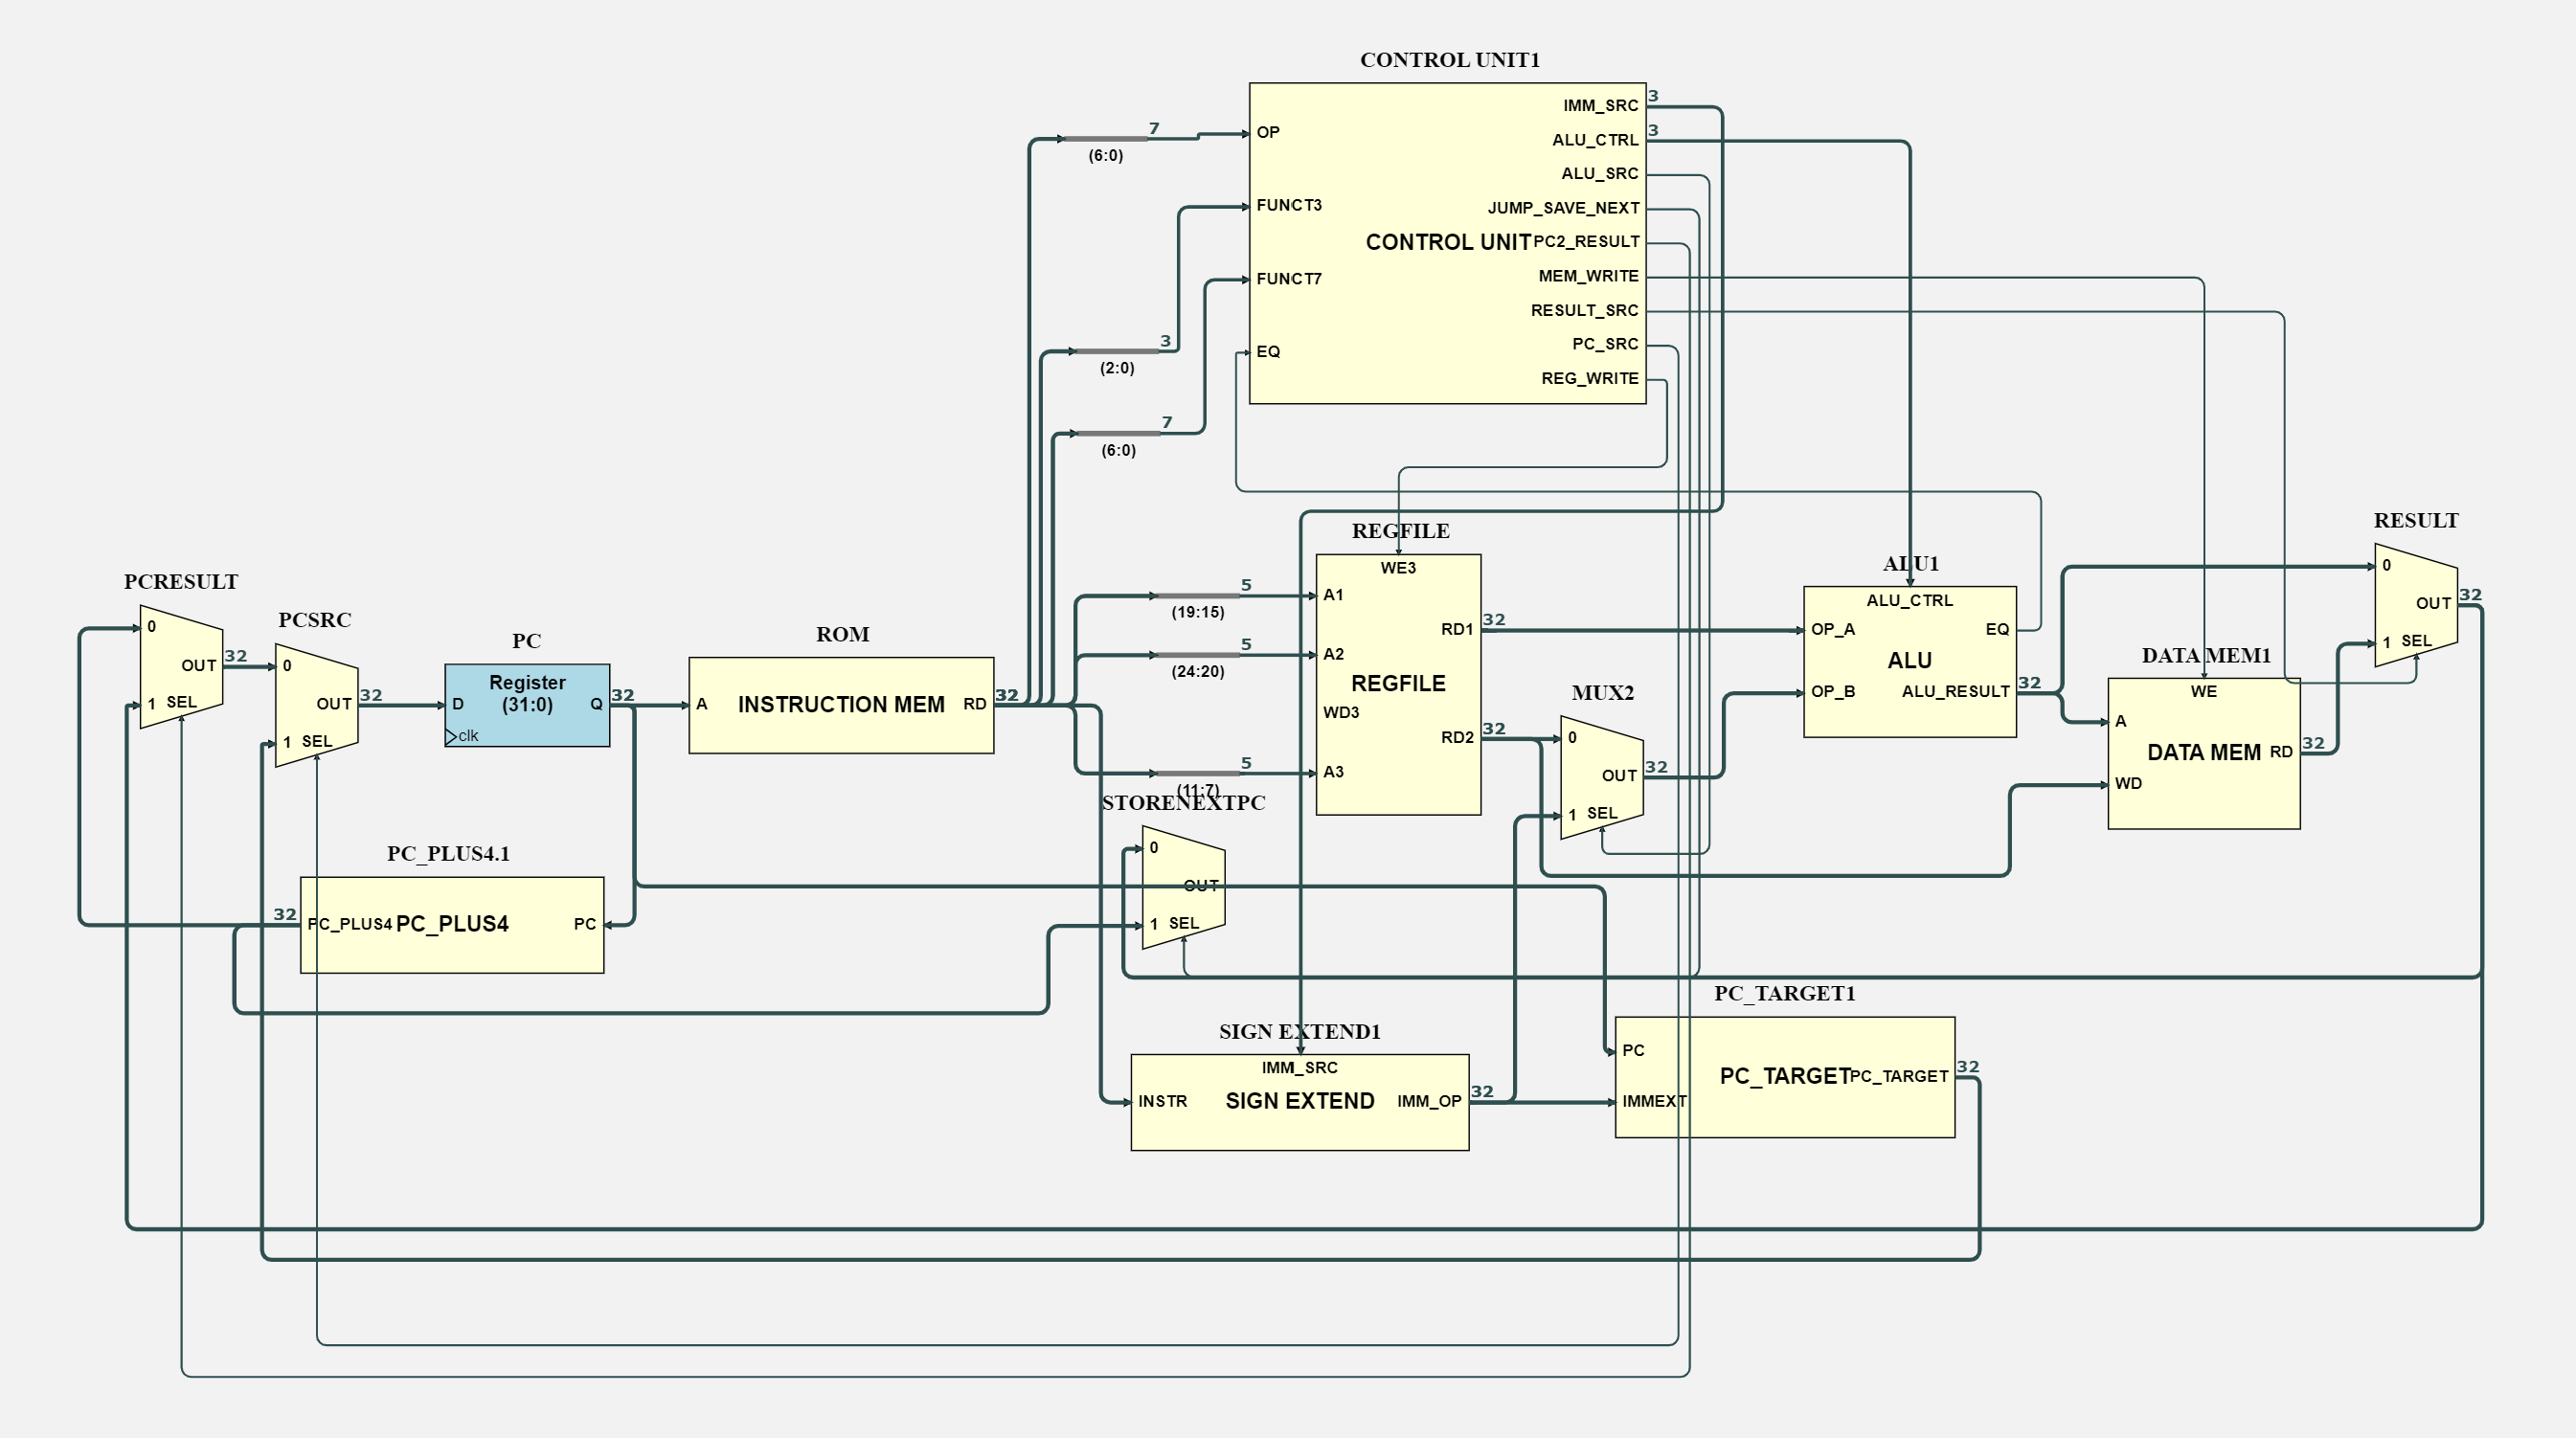 CONTROL UNIT1
OP
FUNCT3
FUNCT7
EQ
CONTROL UNIT
IMM_SRC
ALU_CTRL
ALU_SRC
JUMP_SAVE_NEXT
PC2_RESULT
MEM_WRITE
RESULT_SRC
PC_SRC
REG_WRITE
3
3
7
(6:0)
3
(2:0)
7
(6:0)
PCRESULT
0
OUT
1 SEL
32
PCSRC
0
OUT
1 SEL
32
PC
Register
(31:0)
D
Q
clk
32
ROM
A
INSTRUCTION MEM
RD
32
5
(19:15)
5
(24:20)
5
(11:7)
REGFILE
WE3
A1
A2
REGFILE
WD3
A3
RD1
RD2
32
32
MUX2
0
OUT
1 SEL
32
ALU1
ALU_CTRL
OP_A
EQ
ALU
OP_B
ALU_RESULT
32
DATA MEM1
WE
A
DATA MEM
RD
WD
32
RESULT
0
OUT
1 SEL
32
PC_PLUS4.1
32
PC_PLUS4
PC_PLUS4
PC
STORENEXTPC
0
OUT
1 SEL
SIGN EXTEND1
IMM_SRC
INSTR
SIGN EXTEND
IMM_OP
32
PC_TARGET1
PC
PC_TARGET
PC_TARGET
IMMEXT
32